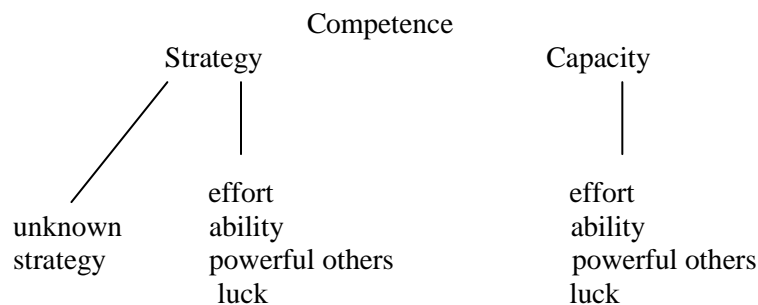 Competence
Strategy Capacity
effort effort
unknown ability ability
strategy powerful others powerful others
luck luck